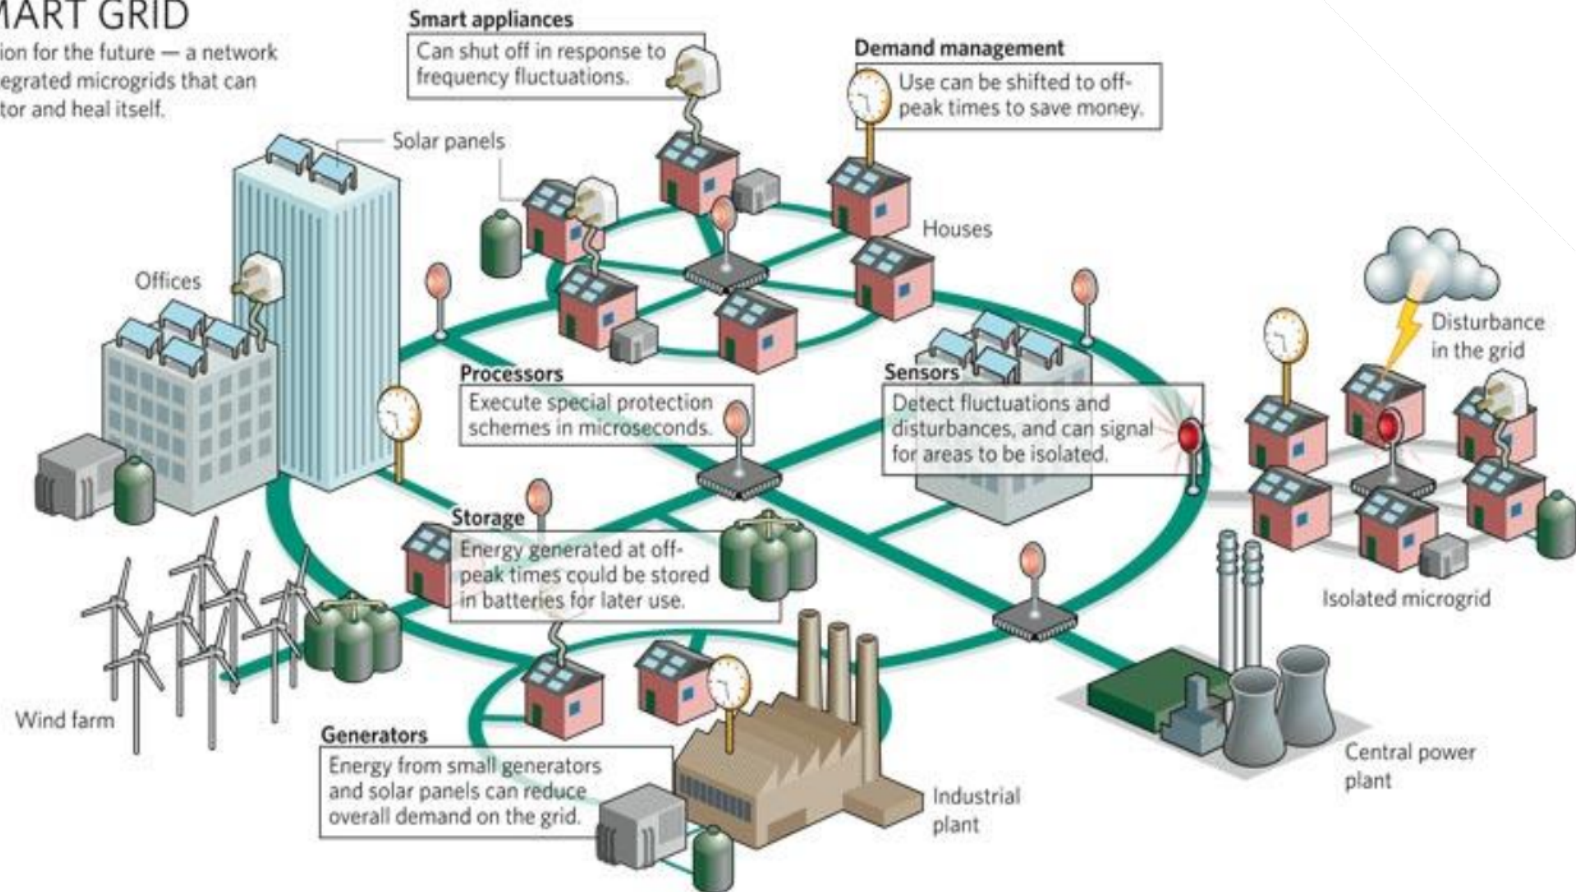 MART GRID
ion for the future — a network
egrated microgrids that can
tor and heal itself.
Smart appliances
Can shut off in response to
frequency fluctuations.
Demand management
Use can be shifted to off-
peak times to save money.
Solar panels
Houses
Offices
Disturbance
in the grid
Processors
Execute special protection
schemes in microseconds.
Sensors
Detect fluctuations and
disturbances, and can signal
for areas to be isolated.
Storage
Energy generated at off-
peak times could be stored
in batteries for later use.
Isolated microgrid
Wind farm
Generators
Energy from small generators
and solar panels can reduce
overall demand on the grid.
Central power
plant
Industrial
plant